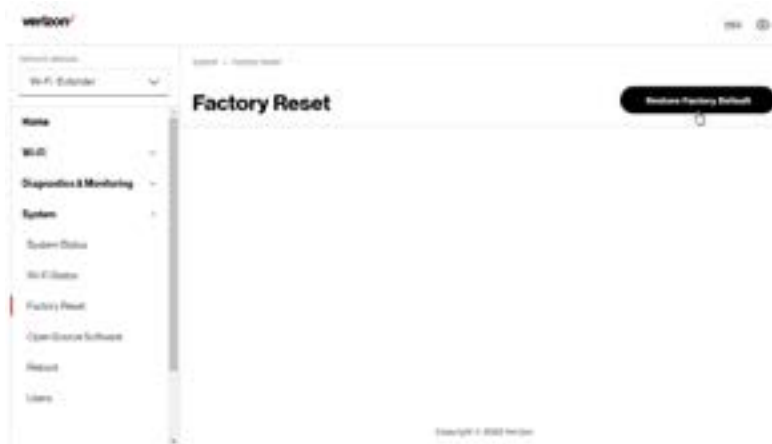 verizon
Wi-Fi Extender
Home
Wi-Fi
Diagnostics & Monitoring
System
System Status
Wi-Fi Status
Factory Reset
Open Source Software
Reboot
Users
Factory Reset
Restore Factory Default